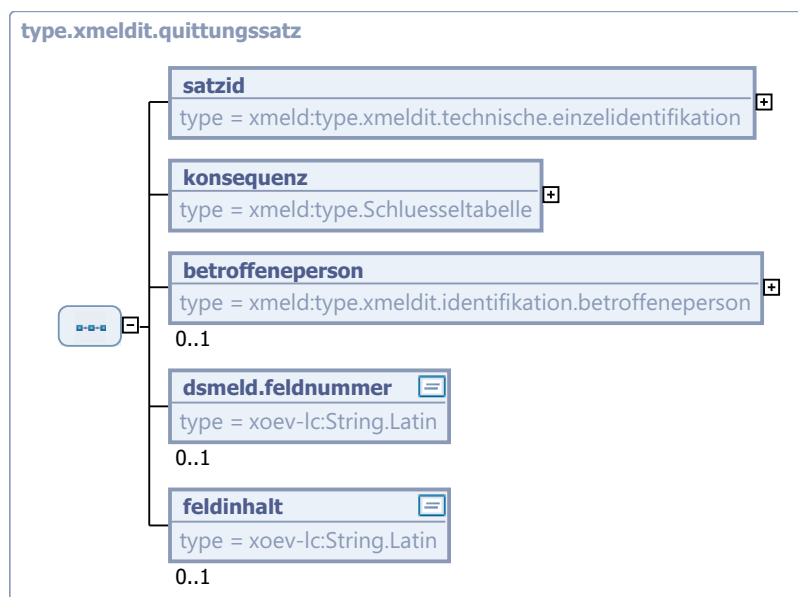 type.xmeldit.quittungssatz
satzid
type = xmeld:type.xmeldit.technische.einzelidentifikation
konsequenz
type = xmeld:type.Schluesseltabelle
betroffeneperson
type = xmeld:type.xmeldit.identifikation.betroffeneperson
0..1
dsmeld.feldnummer
type = xoev-lc:String.Latin
0..1
feldinhalt
type = xoev-lc:String.Latin
0..1